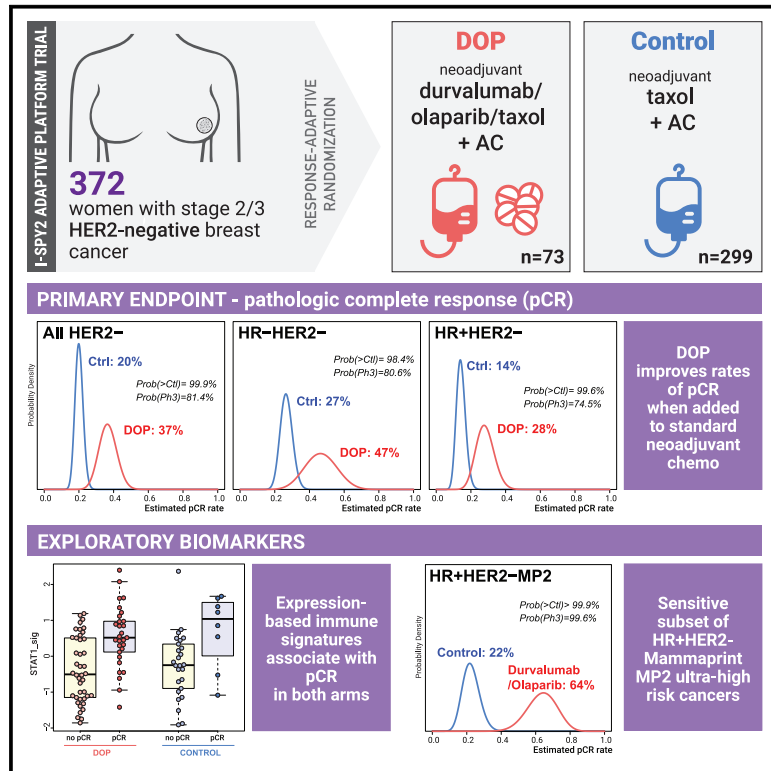 I-SPY2 ADAPTIVE PLATFORM TRIAL
372
women with stage 2/3
HER2-negative breast
cancer
RESPONSE-ADAPTIVE
RANDOMIZATION
DOP
neoadjuvant
durvalumab/
olaparib/taxol
+ AC
n=73
Control
neoadjuvant
taxol
+ AC
n=299
PRIMARY ENDPOINT - pathologic complete response (pCR)
All HER2-
Ctrl: 20%
Prob(>Ctl)= 99.9%
Prob(Ph3)=81.4%
DOP: 37%
Probability Density
0.0 0.2 0.4 0.6 0.8 1.0
Estimated pCR rate
HR-HER2-
Prob(>Ctl)= 98.4%
Prob(Ph3)=80.6%
Ctrl: 27%
DOP: 47%
0.0 0.2 0.4 0.6 0.8 1.0
Estimated pCR rate
HR+HER2-
Ctrl: 14%
Prob(>Ctl)= 99.6%
Prob(Ph3)=74.5%
DOP: 28%
Probability Density
0.0 0.2 0.4 0.6 0.8 1.0
Estimated pCR rate
DOP
improves rates
of pCR
when added
to standard
neoadjuvant
chemo
EXPLORATORY BIOMARKERS
STAT1_sig
2
1
0
-1
-2
no pCR pCR no pCR pCR
DOP CONTROL
Expression-
based immune
signatures
associate with
pCR
in both arms
HR+HER2-MP2
Prob(>Ctl)> 99.9%
Prob(Ph3)=99.6%
Control: 22%
Durvalumab
/Olaparib: 64%
Probability Density
0.0 0.2 0.4 0.6 0.8 1.0
Estimated pCR rate
Sensitive
subset of
HR+HER2-
Mammaprint
MP2 ultra-high
risk cancers